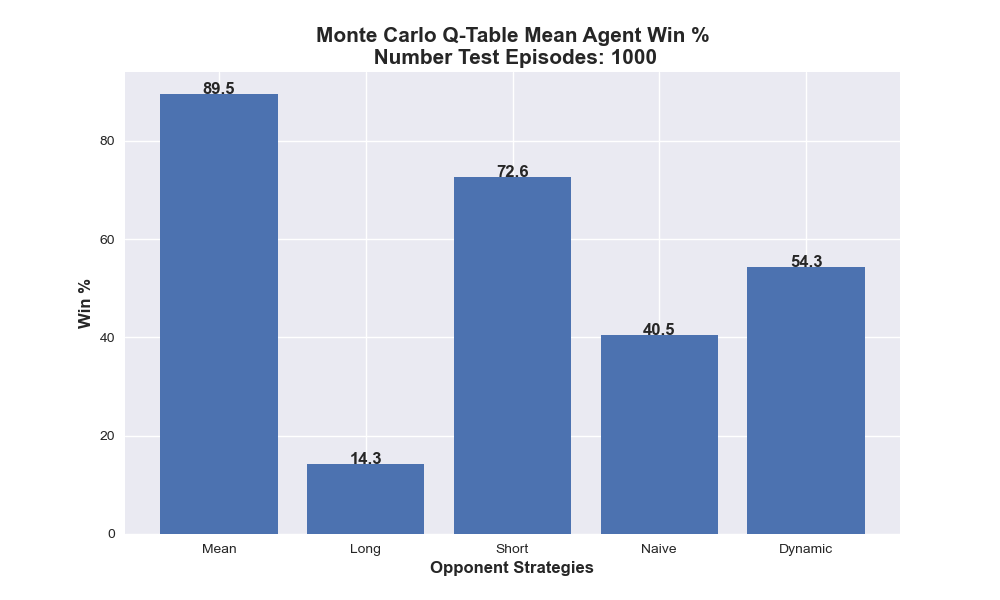 Monte Carlo Q-Table Mean Agent Win %
Number Test Episodes: 1000
Win %
80
60
40
20
0
89.5
14.3
72.6
40.5
54.3
Mean
Long
Short
Naive
Dynamic
Opponent Strategies